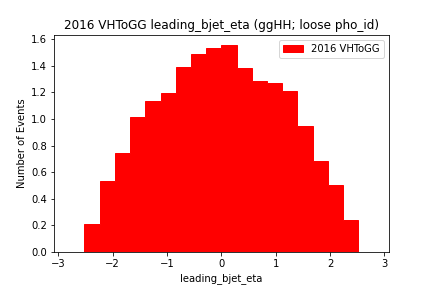 2016 VHToGG leading_bjet_eta (ggHH; loose pho_id)
2016 VHToGG
Number of Events
1.6
1.4
1.2
1.0
0.8
0.6
0.4
0.2
0.0
−3 −2 −1 0 1 2 3
leading_bjet_eta